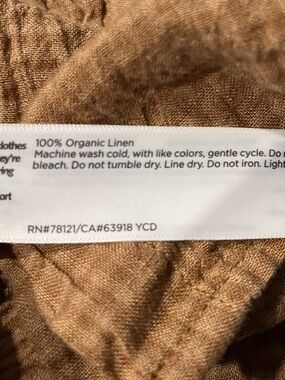 clothes
they're
ring
ort
100% Organic Linen
Machine wash cold, with like colors, gentle cycle. Do
bleach. Do not tumble dry. Line dry. Do not iron. Light
RN#78121/CA#63918 YCD